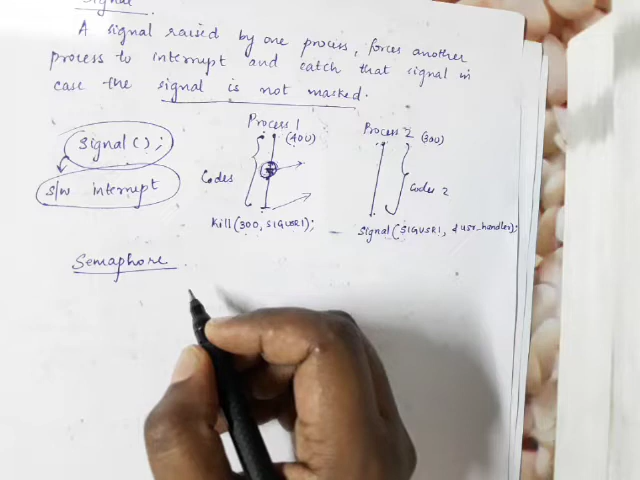 Signal
A signal raised by one process, forces another
process to interrupt and catch that signal in
case the signal is not masked.
Process 1
(400)
Process 2 (300)
Signal();
s/w interrupt
Codes
Codes 2
Kill(300, SIGUSR1);
Signal(SIGUSR1, &usr_handler);
Semaphore